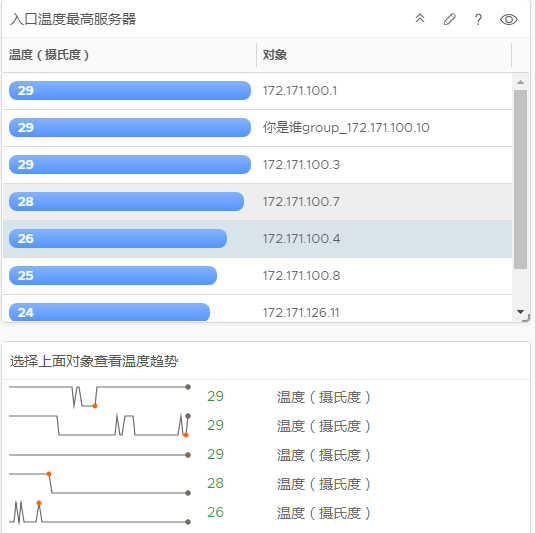 入口温度最高服务器
温度（摄氏度） 对象
29 172.171.100.1
29 你是谁group_172.171.100.10
29 172.171.100.3
28 172.171.100.7
26 172.171.100.4
25 172.171.100.8
24 172.171.126.11
选择上面对象查看温度趋势
29 温度（摄氏度）
29 温度（摄氏度）
29 温度（摄氏度）
28 温度（摄氏度）
26 温度（摄氏度）